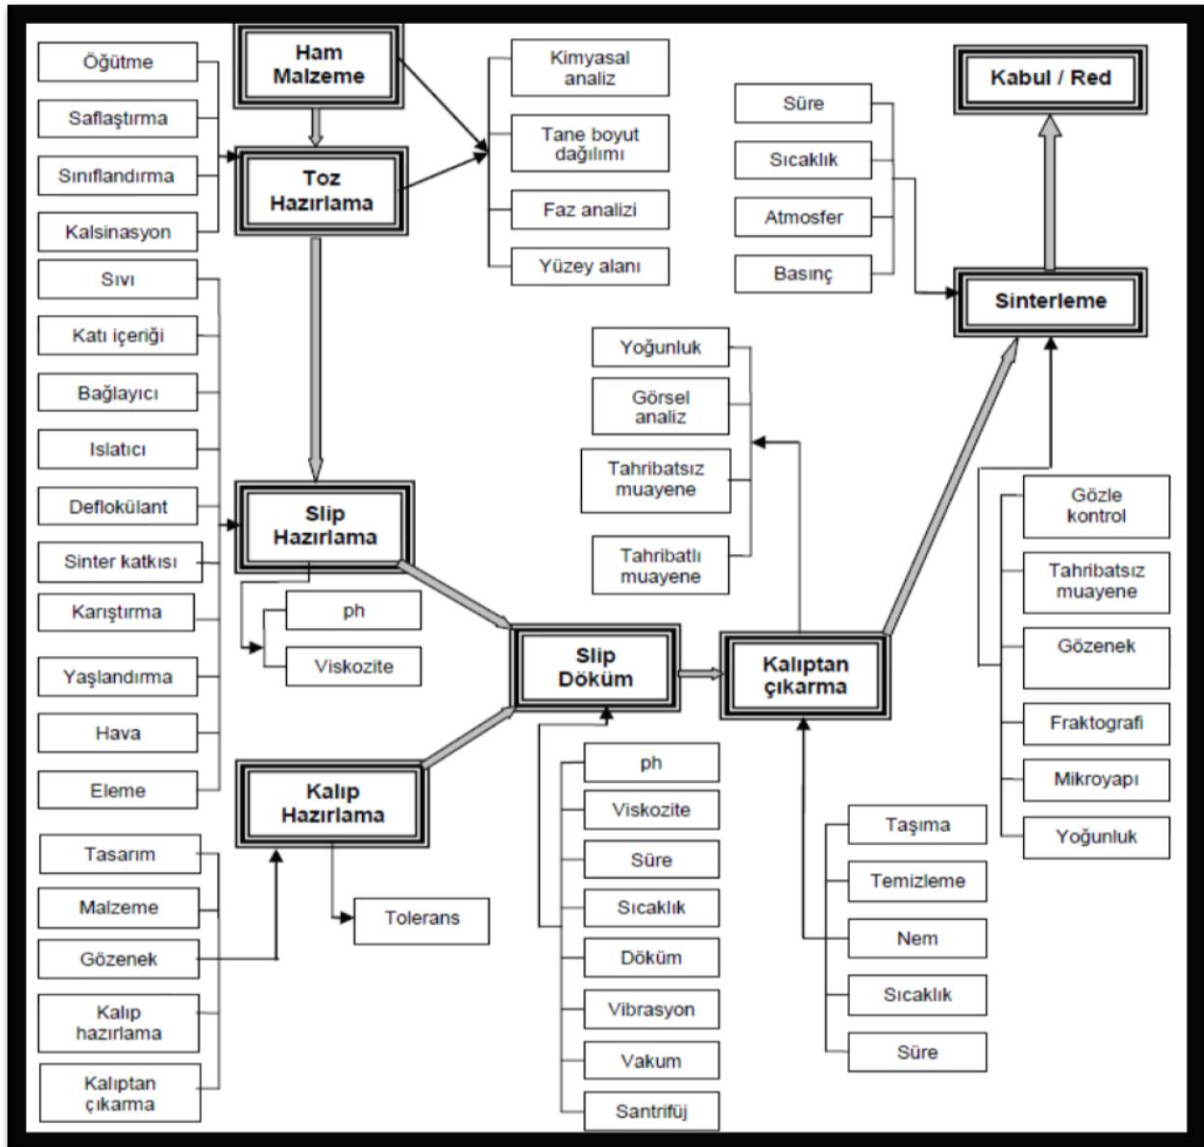 Ham
Malzeme
Öğütme
Saflaştırma
Sınıflandırma
Kalsinasyon
Toz
Hazırlama
Kimyasal
analiz
Tane boyut
dağılımı
Faz analizi
Yüzey alanı
Süre
Sıcaklık
Atmosfer
Basınç
Kabul / Red
Sinterleme
Sıvı
Katı içeriği
Bağlayıcı
Islatıcı
Deflokülant
Sinter katkısı
Karıştırma
Yaşlandırma
Hava
Eleme
Slip
Hazırlama
ph
Viskozite
Yoğunluk
Görsel
analiz
Tahribatsız
muayene
Tahribatlı
muayene
Slip
Döküm
Kalıptan
çıkarma
Gözle
kontrol
Tahribatsız
muayene
Gözenek
Fraktografi
Mikroyapı
Yoğunluk
Kalıp
Hazırlama
Tasarım
Malzeme
Gözenek
Kalıp
hazırlama
Kalıptan
çıkarma
Tolerans
ph
Viskozite
Süre
Sıcaklık
Döküm
Vibrasyon
Vakum
Santrifüj
Taşıma
Temizleme
Nem
Sıcaklık
Süre